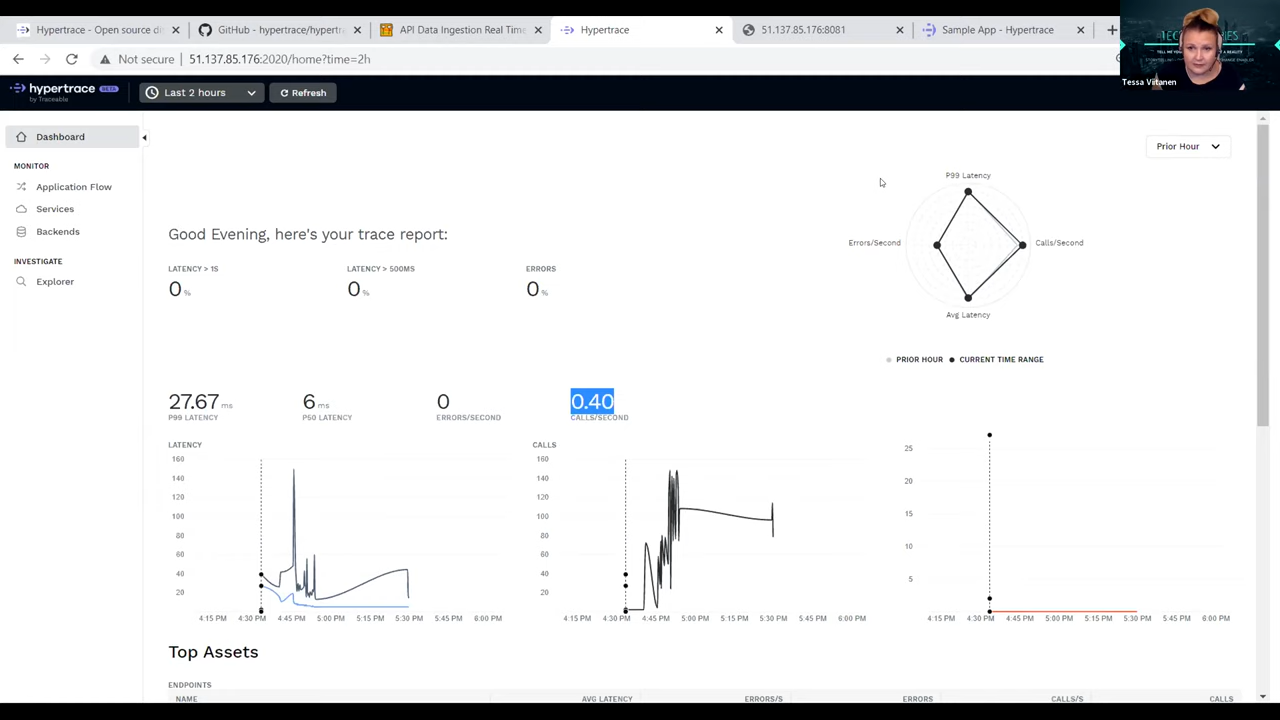 Hypertrace - Open source di
GitHub - hypertrace/hypertr
API Data Ingestion Real Time
Hypertrace
51.137.85.176:8081
Sample App - Hypertrace
Not secure
51.137.85.176:2020/home?time=2h
Tessa Viitanen
hypertrace BETA
by Traceable
Last 2 hours
Refresh
Dashboard
MONITOR
Application Flow
Services
Backends
INVESTIGATE
Explorer
Prior Hour
P99 Latency
Errors/Second
Calls/Second
Avg Latency
PRIOR HOUR
CURRENT TIME RANGE
Good Evening, here's your trace report:
LATENCY > 1S
LATENCY > 500MS
ERRORS
0 %
0 %
0 %
27.67 ms
6 ms
0
0.40
P99 LATENCY
P50 LATENCY
ERRORS/SECOND
CALLS/SECOND
LATENCY
160
140
120
100
80
60
40
20
4:15 PM 4:30 PM 4:45 PM 5:00 PM 5:15 PM 5:30 PM 5:45 PM 6:00 PM
CALLS
160
140
120
100
80
60
40
20
4:15 PM 4:30 PM 4:45 PM 5:00 PM 5:15 PM 5:30 PM 5:45 PM 6:00 PM
25
20
15
10
5
4:15 PM 4:30 PM 4:45 PM 5:00 PM 5:15 PM 5:30 PM 5:45 PM 6:00 PM
Top Assets
ENDPOINTS
NAME
AVG LATENCY
ERRORS/S
ERRORS
CALLS/S
CALLS